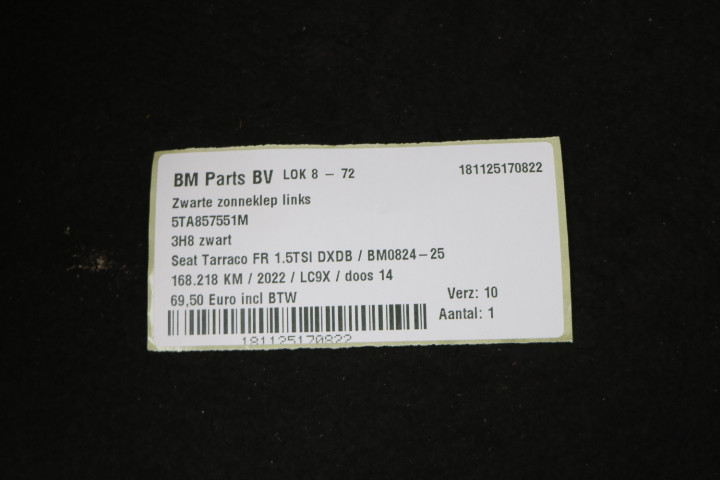 BM Parts BV LOK 8 - 72 181125170822
Zwarte zonneklep links
5TA857551M
3H8 zwart
Seat Tarraco FR 1.5TSI DXDB / BM0824-25
168.218 KM / 2022 / LC9X / doos 14
69,50 Euro incl BTW
Verz: 10
Aantal: 1
181125170822